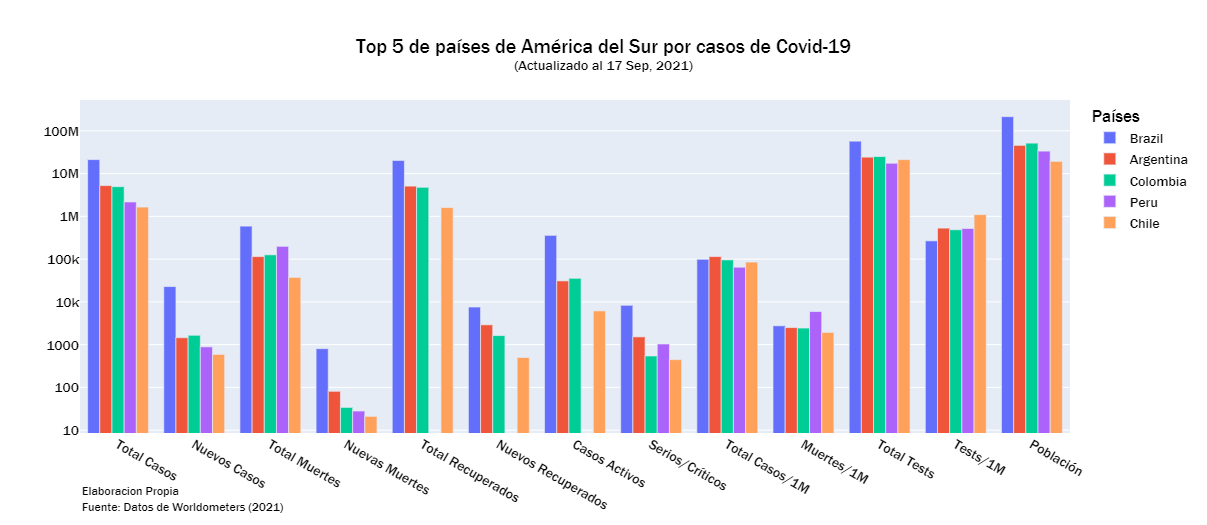 Top 5 de países de América del Sur por casos de Covid-19
(Actualizado al 17 Sep, 2021)
Países
Brazil
Argentina
Colombia
Peru
Chile
100M
10M
1M
100k
10k
1000
100
10
Total Casos
Nuevos Casos
Total Muertes
Nuevas Muertes
Total Recuperados
Nuevos Recuperados
Casos Activos
Serios/Críticos
Total Casos/1M
Muertes/1M
Total Tests
Tests/1M
Población
Elaboracion Propia
Fuente: Datos de Worldometers (2021)